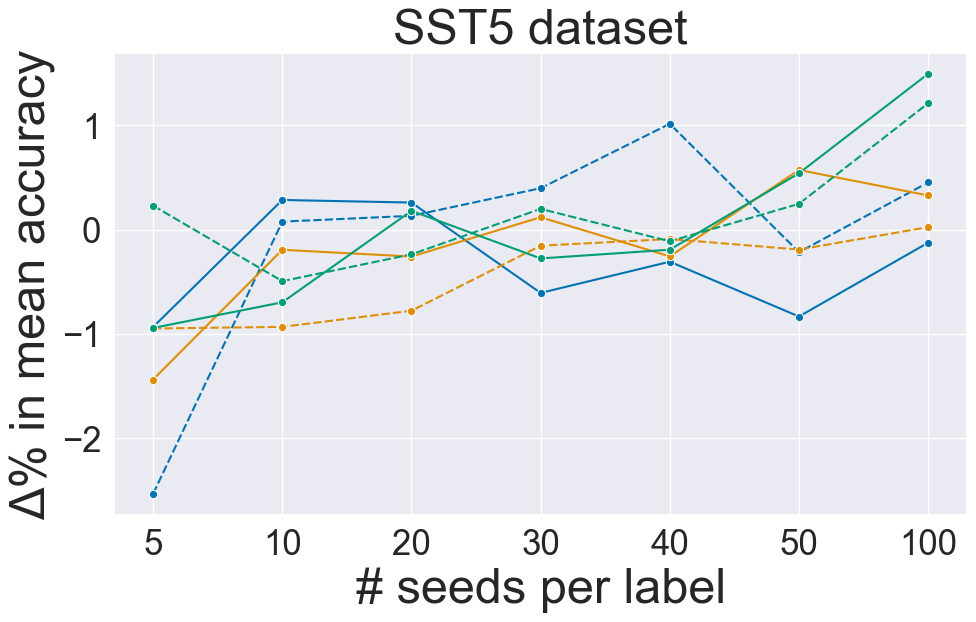 SST5 dataset
Δ% in mean accuracy
1
0
−1
−2
5 10 20 30 40 50 100
# seeds per label